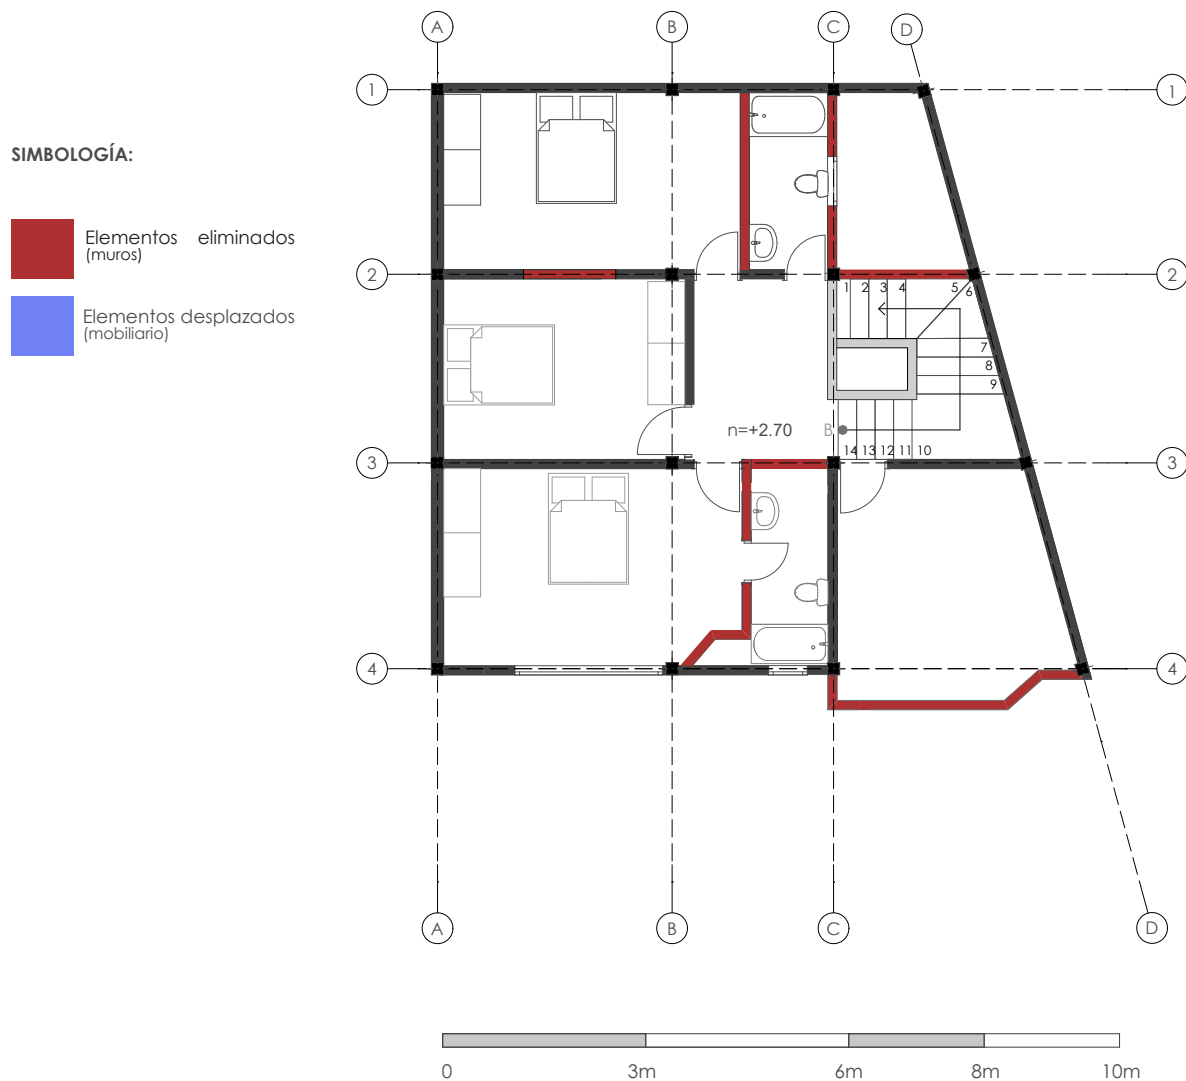 A
B
C
D
1
1
SIMBOLOGÍA:
Elementos eliminados
(muros)
2
2
1 2 3 4 5 6
Elementos desplazados
(mobiliario)
7
8
9
n=+2.70
B
14 13 12 11 10
3
3
4
4
A
B
C
D
0 3m 6m 8m 10m